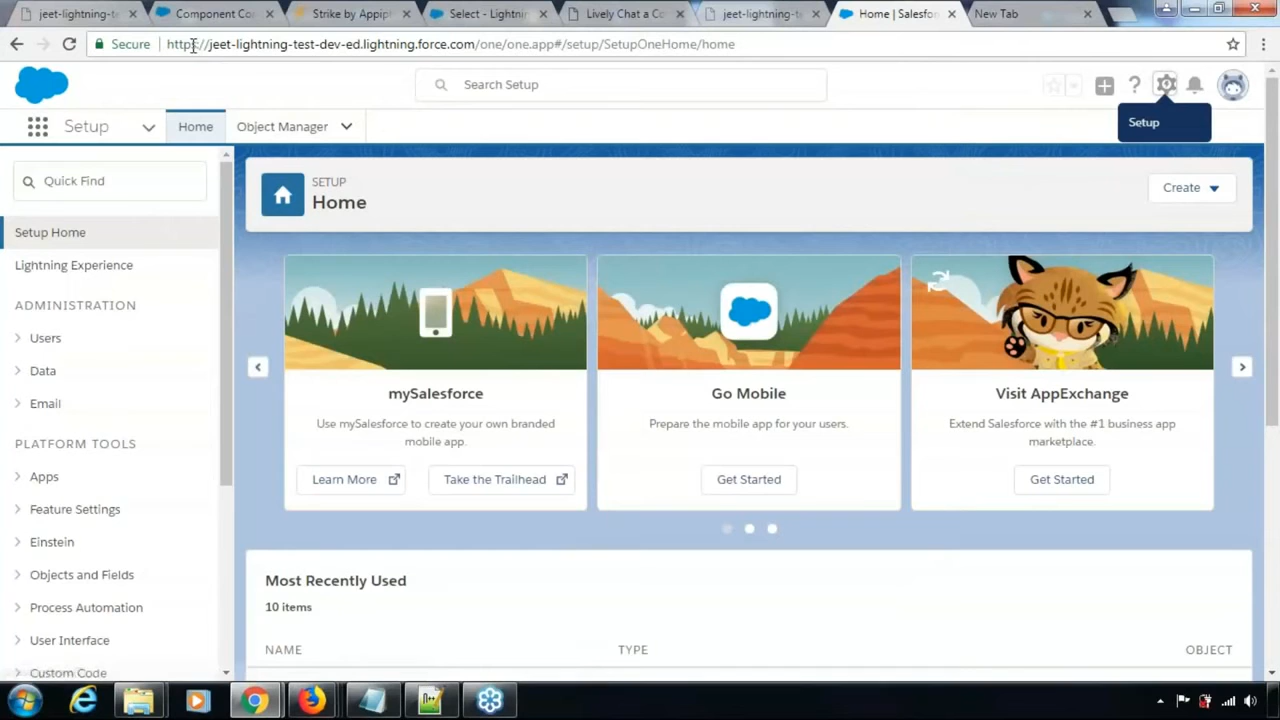 jeet-lightning-te
Component Co
Strike by Appiph
Select - Lightnin
Lively Chat a Co
jeet-lightning-te
Home | Salesfor
New Tab
Secure
https://jeet-lightning-test-dev-ed.lightning.force.com/one/one.app#/setup/SetupOneHome/home
Search Setup
Setup
Setup
Home
Object Manager
Quick Find
Setup Home
Lightning Experience
ADMINISTRATION
Users
Data
Email
PLATFORM TOOLS
Apps
Feature Settings
Einstein
Objects and Fields
Process Automation
User Interface
Custom Code
SETUP
Home
Create
mySalesforce
Use mySalesforce to create your own branded
mobile app.
Learn More
Take the Trailhead
Go Mobile
Prepare the mobile app for your users.
Get Started
Visit AppExchange
Extend Salesforce with the #1 business app
marketplace.
Get Started
Most Recently Used
10 items
NAME
TYPE
OBJECT